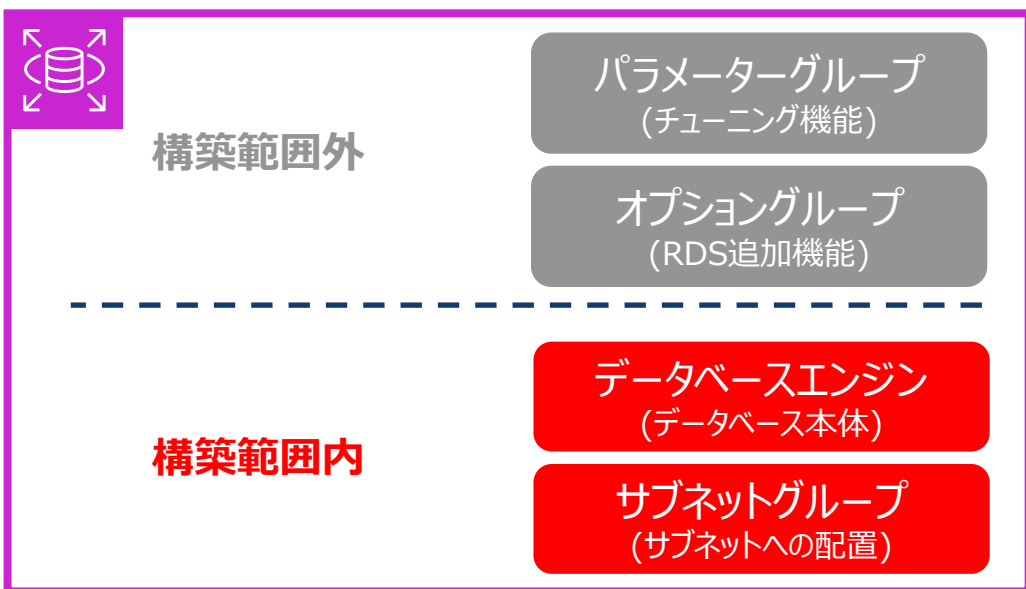 構築範囲外
パラメーターグループ
(チューニング機能)
オプショングループ
(RDS追加機能)
構築範囲内
データベースエンジン
(データベース本体)
サブネットグループ
(サブネットへの配置)